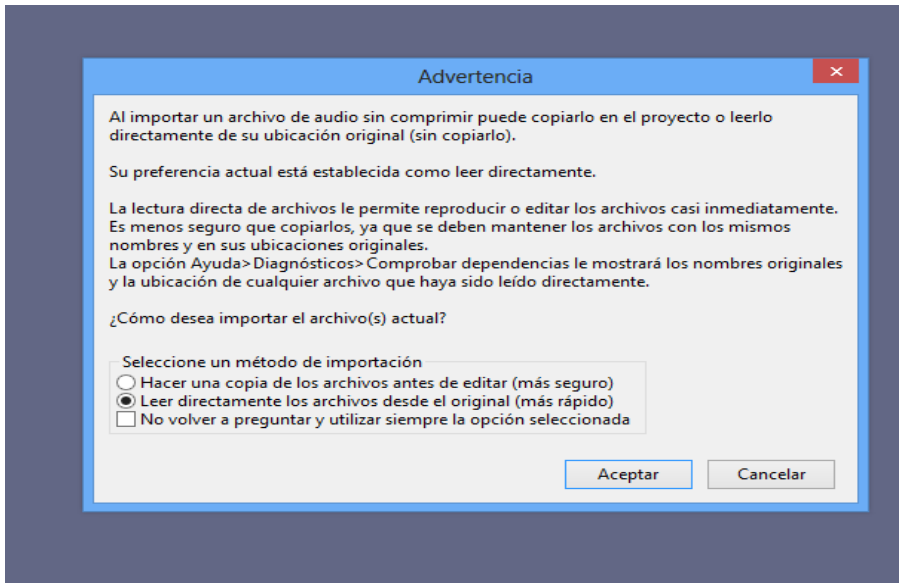 Advertencia
Al importar un archivo de audio sin comprimir puede copiarlo en el proyecto o leerlo
directamente de su ubicación original (sin copiarlo).
Su preferencia actual está establecida como leer directamente.
La lectura directa de archivos le permite reproducir o editar los archivos casi inmediatamente.
Es menos seguro que copiarlos, ya que se deben mantener los archivos con los mismos
nombres y en sus ubicaciones originales.
La opción Ayuda>Diagnósticos>Comprobar dependencias le mostrará los nombres originales
y la ubicación de cualquier archivo que haya sido leído directamente.
¿Cómo desea importar el archivo(s) actual?
Seleccione un método de importación
Hacer una copia de los archivos antes de editar (más seguro)
Leer directamente los archivos desde el original (más rápido)
No volver a preguntar y utilizar siempre la opción seleccionada
Aceptar Cancelar